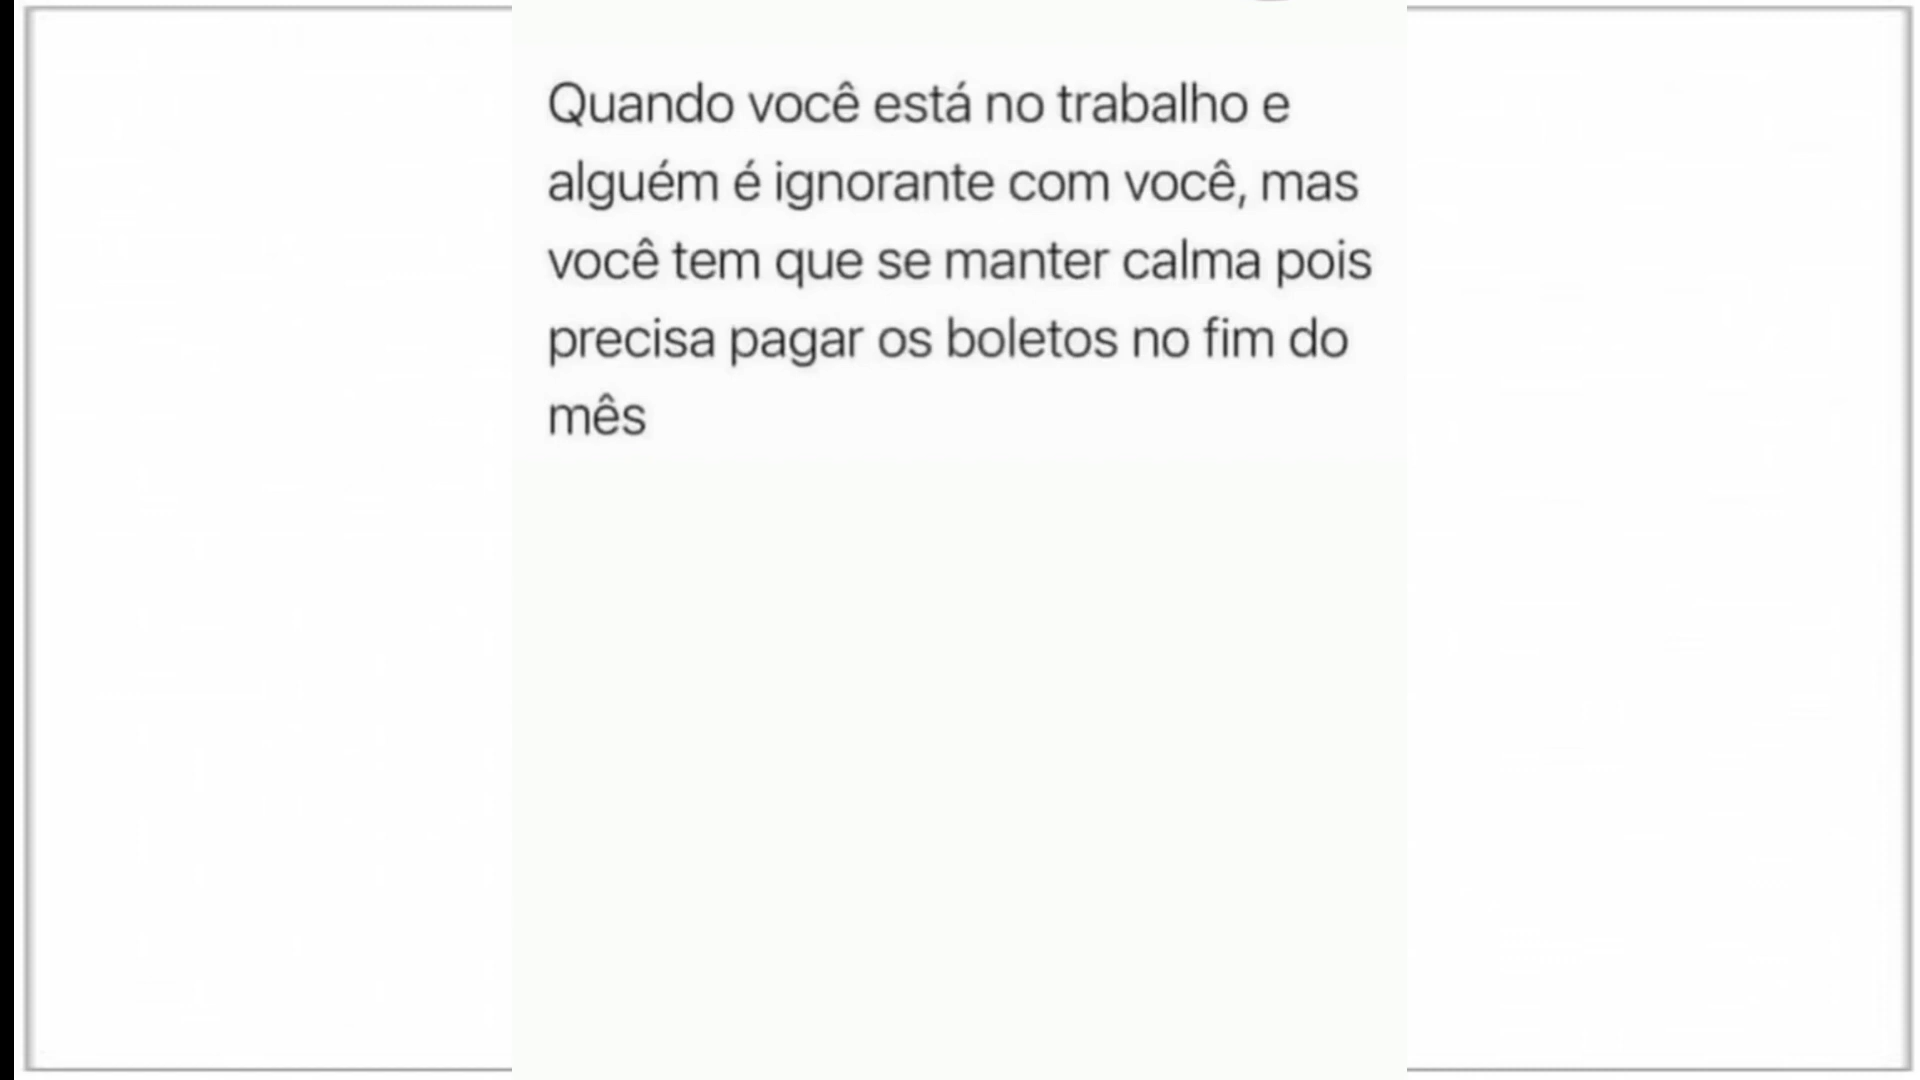 Quando você está no trabalho e
alguém é ignorante com você, mas
você tem que se manter calma pois
precisa pagar os boletos no fim do
mês